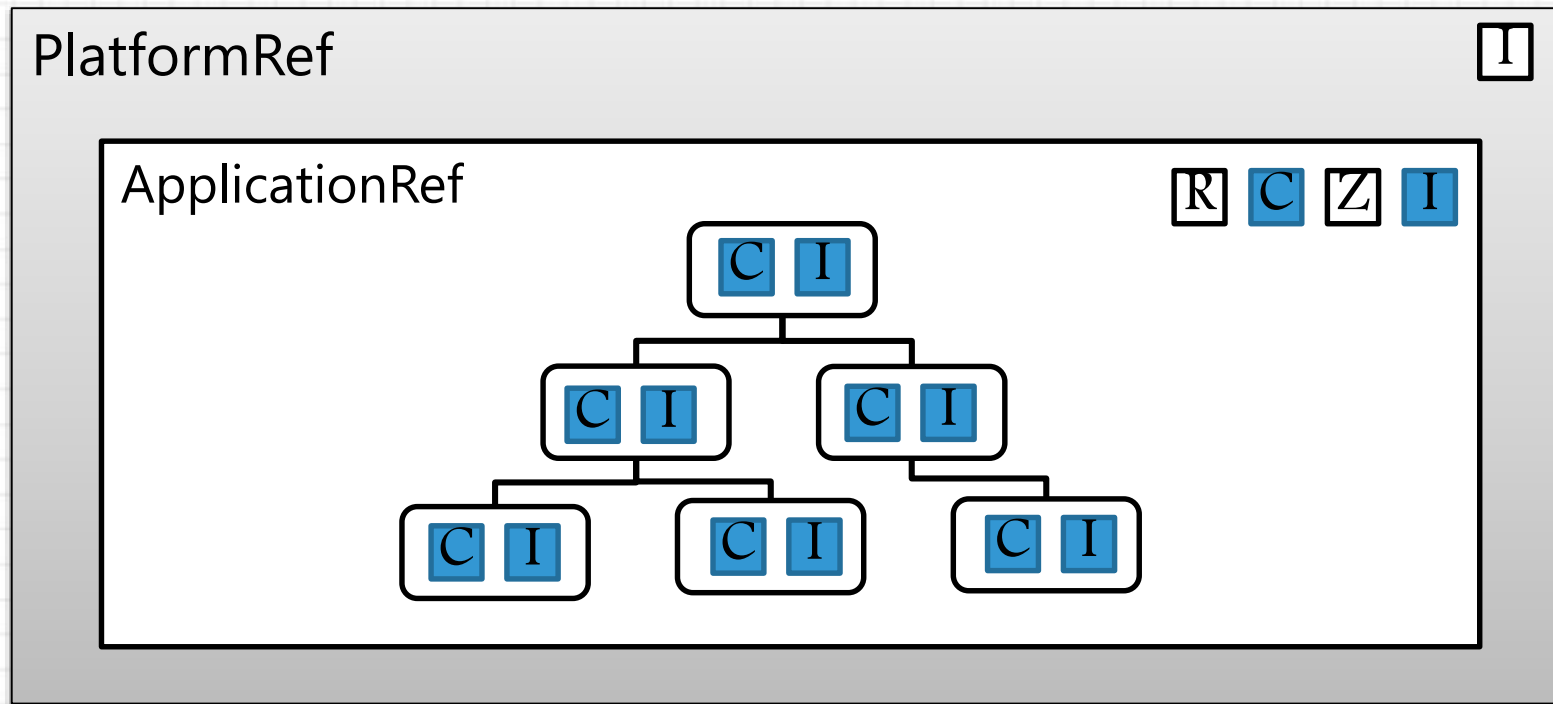 PlatformRef I
ApplicationRef R C Z I
C I
C I C I
C I C I C I